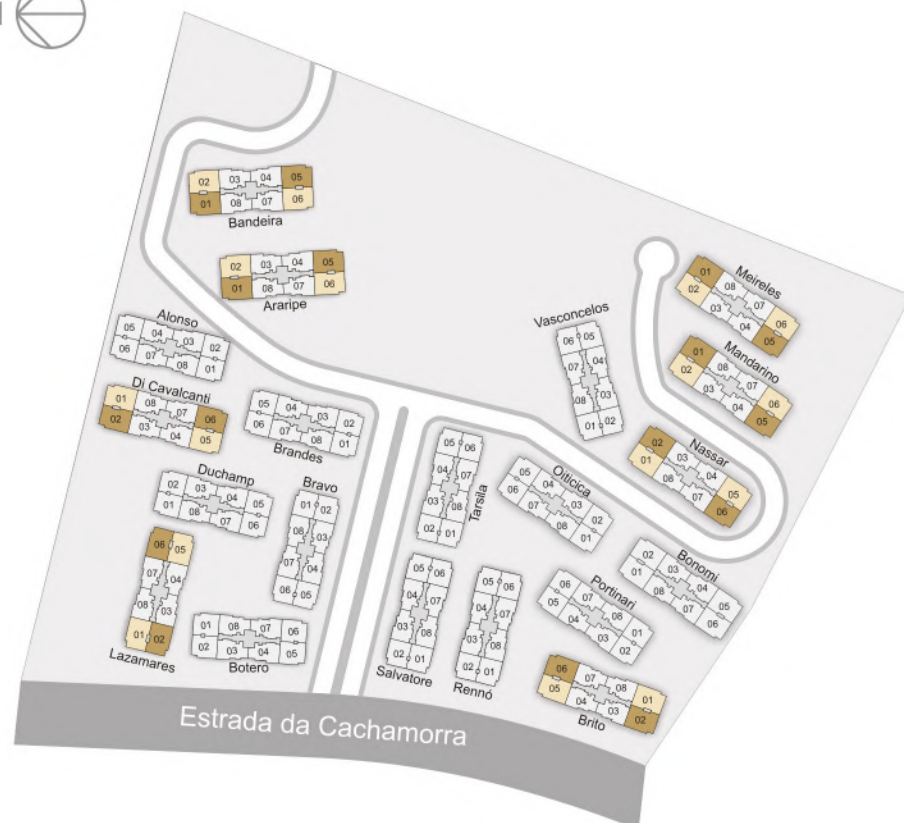 02 03 04 05
01 08 07 06
Bandeira
02 03 04 05
01 08 07 06
Araripe
Alonso
05 04 03 02
06 07 08 01
Di Cavalcanti
01 08 07 06
02 03 04 05
05 04 03 02
06 07 08 01
Brandes
Duchamp
02 03 04 05
01 08 07 06
Bravo
01 02
08 03
07 04
06 05
06 05
07 04
08 03
01 02
Lazamares
01 08 07 06
02 03 04 05
Botero
Vasconcelos
06 05
07 04
08 03
01 02
Meireles
01 08 07 06
02 03 04 05
Mandarino
01 08 07 06
02 03 04 05
Nassar
02 03 04 05
01 08 07 06
Tarsila
05 06
04 07
03 08
02 01
Oiticica
05 04 03 02
06 07 08 01
Bonomi
02 03 04 05
01 08 07 06
Portinari
06 07 08 01
05 04 03 02
05 06
04 07
03 08
02 01
Salvatore
05 06
04 07
03 08
02 01
Rennó
06 07 08 01
05 04 03 02
Brito
Estrada da Cachamorra